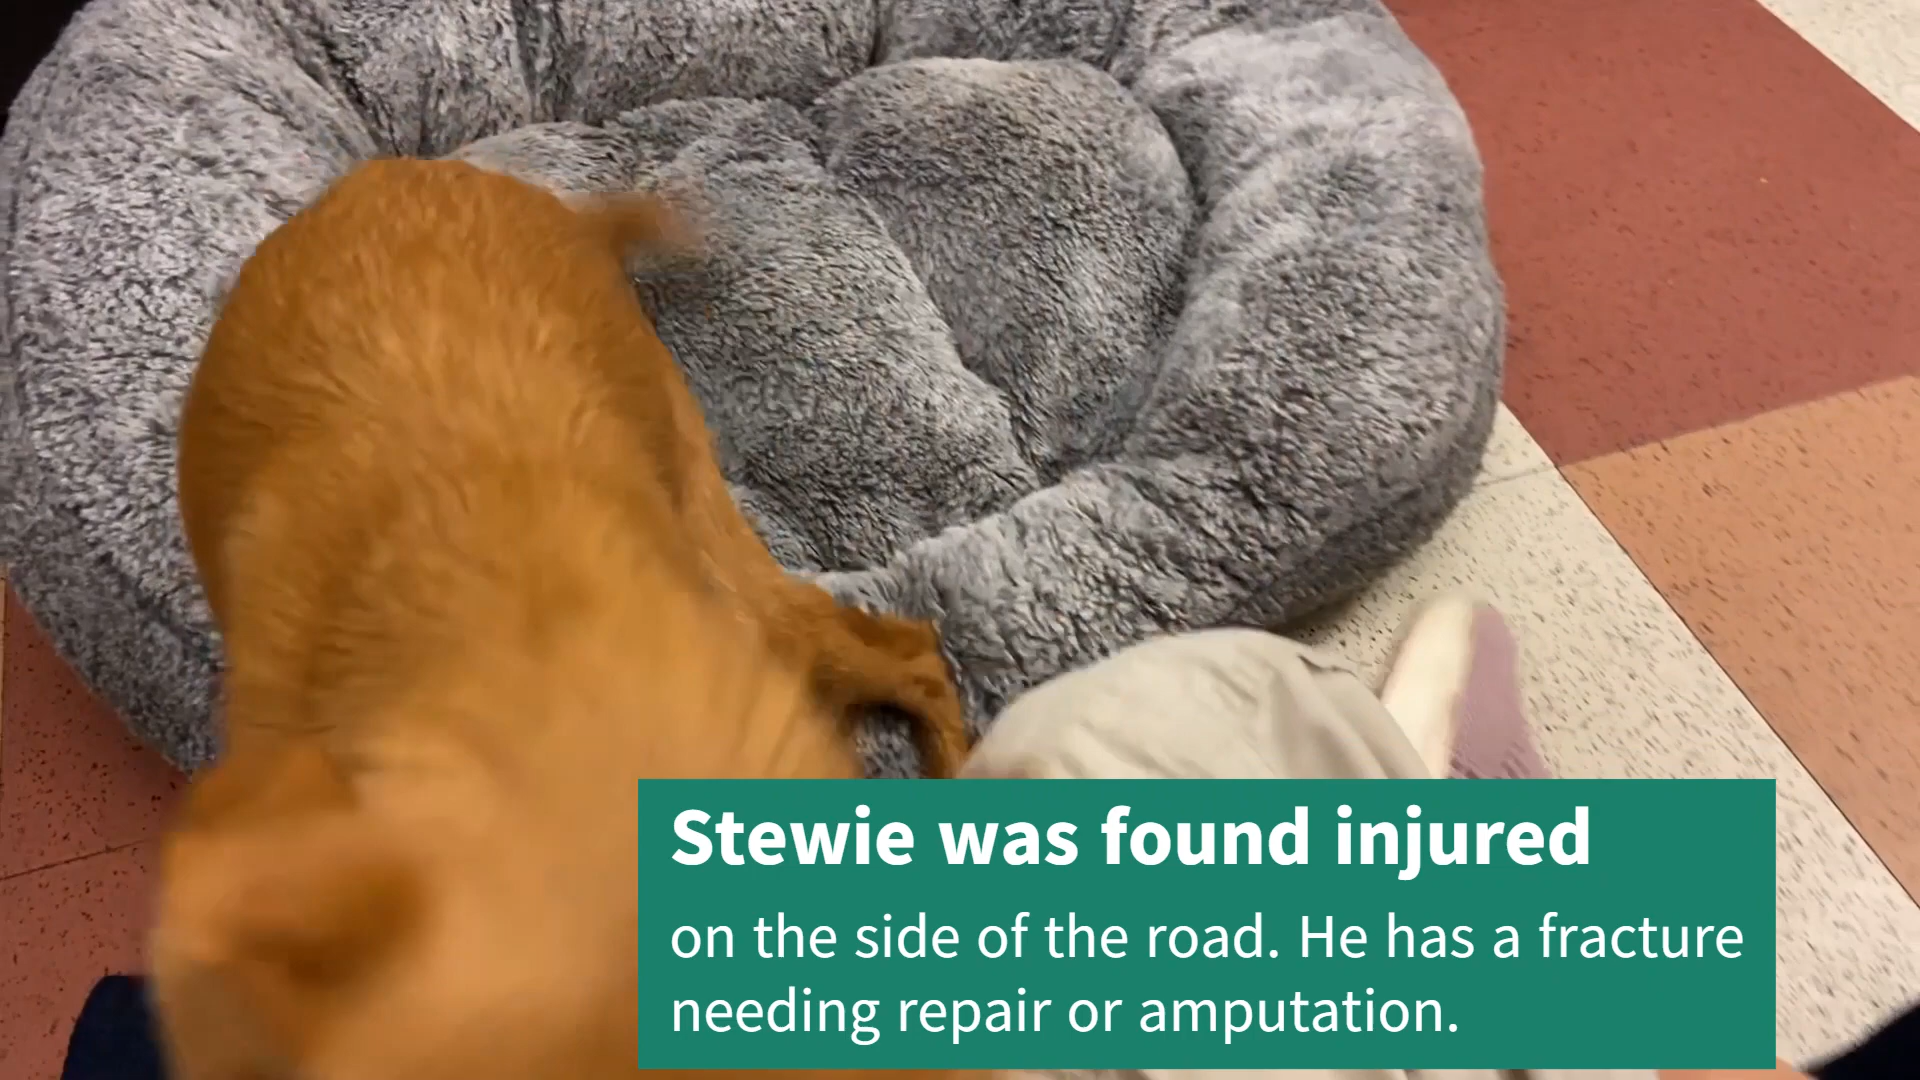 Stewie was found injured
on the side of the road. He has a fracture
needing repair or amputation.